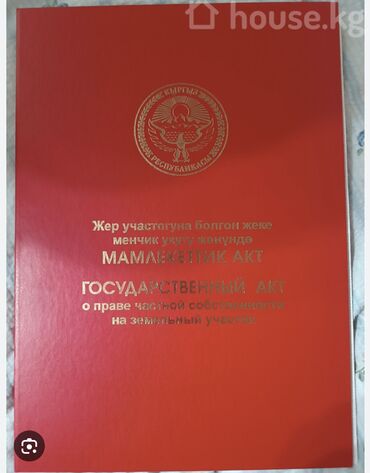 house.kg
КЫРГЫЗ
РЕСПУБЛИКАСЫ
Жер участогуна болгон жеке
менчик укугу жөнүндө
МАМЛЕКЕТТИК АКТ
ГОСУДАРСТВЕННЫЙ АКТ
о праве частной собственности
на земельный участок